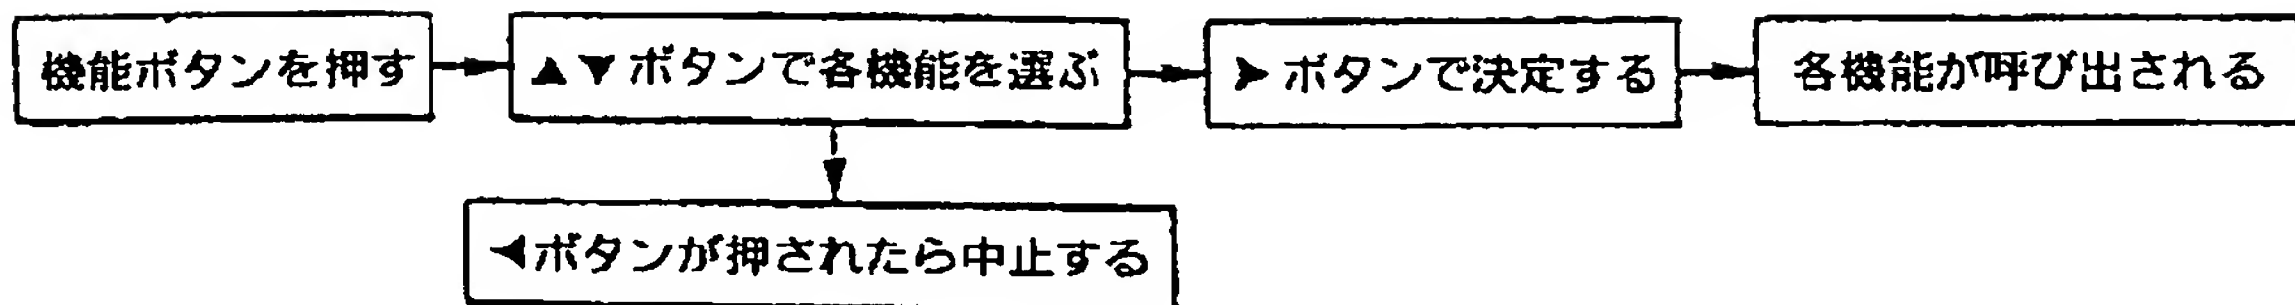 機能ボタンを押す
▲▼ボタンで各機能を選ぶ
➤ボタンで決定する
各機能が呼び出される
◀ボタンが押されたら中止する